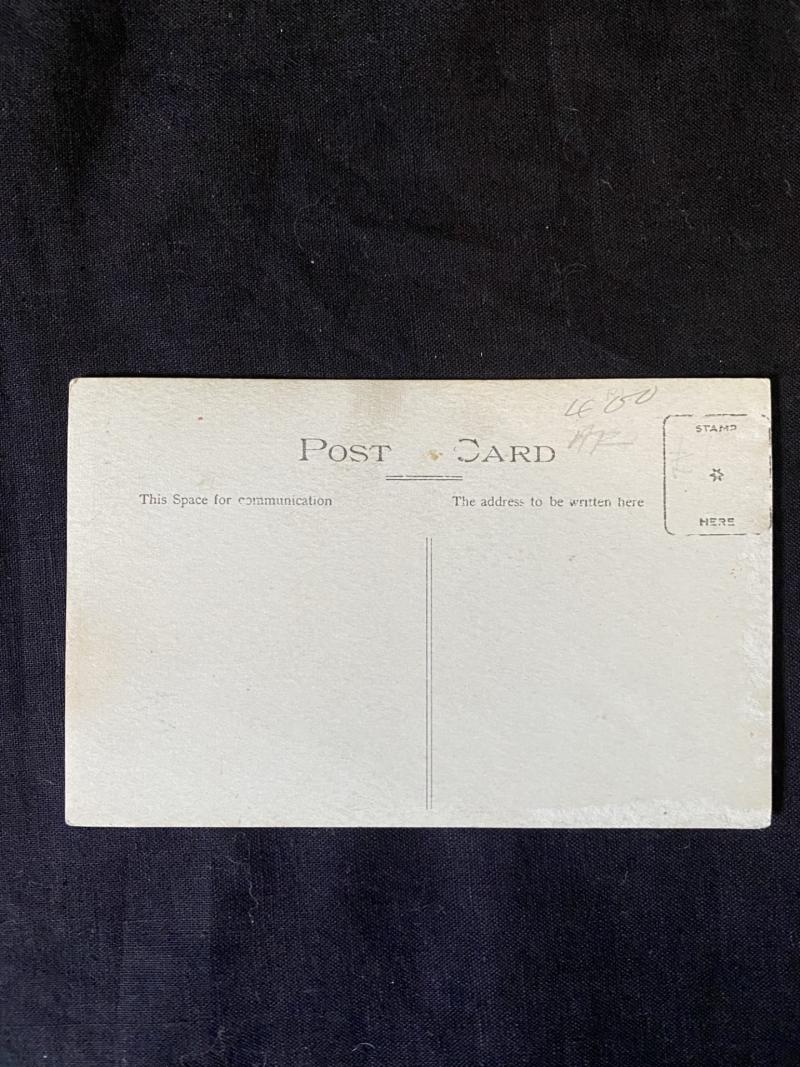 POST CARD
This Space for communication
The address to be written here
STAMP
HERE